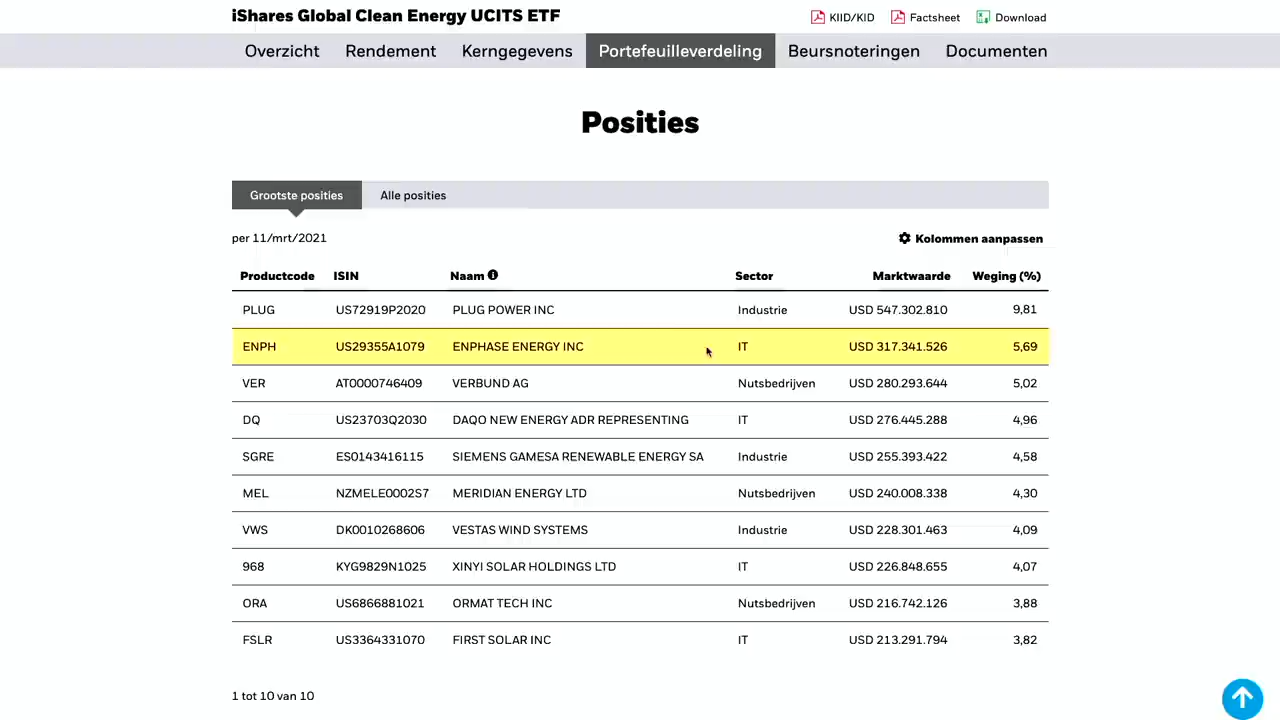 iShares Global Clean Energy UCITS ETF
KIID/KID Factsheet Download
Overzicht Rendement Kerngegevens Portefeuilleverdeling Beursnoteringen Documenten
Posities
Grootste posities Alle posities
per 11/mrt/2021 Kolommen aanpassen
Productcode ISIN Naam Sector Marktwaarde Weging (%)
PLUG US72919P2020 PLUG POWER INC Industrie USD 547.302.810 9,81
ENPH US29355A1079 ENPHASE ENERGY INC IT USD 317.341.526 5,69
VER AT0000746409 VERBUND AG Nutsbedrijven USD 280.293.644 5,02
DQ US23703Q2030 DAQO NEW ENERGY ADR REPRESENTING IT USD 276.445.288 4,96
SGRE ES0143416115 SIEMENS GAMESA RENEWABLE ENERGY SA Industrie USD 255.393.422 4,58
MEL NZMELE0002S7 MERIDIAN ENERGY LTD Nutsbedrijven USD 240.008.338 4,30
VWS DK0010268606 VESTAS WIND SYSTEMS Industrie USD 228.301.463 4,09
968 KYG9829N1025 XINYI SOLAR HOLDINGS LTD IT USD 226.848.655 4,07
ORA US6866881021 ORMAT TECH INC Nutsbedrijven USD 216.742.126 3,88
FSLR US3364331070 FIRST SOLAR INC IT USD 213.291.794 3,82
1 tot 10 van 10